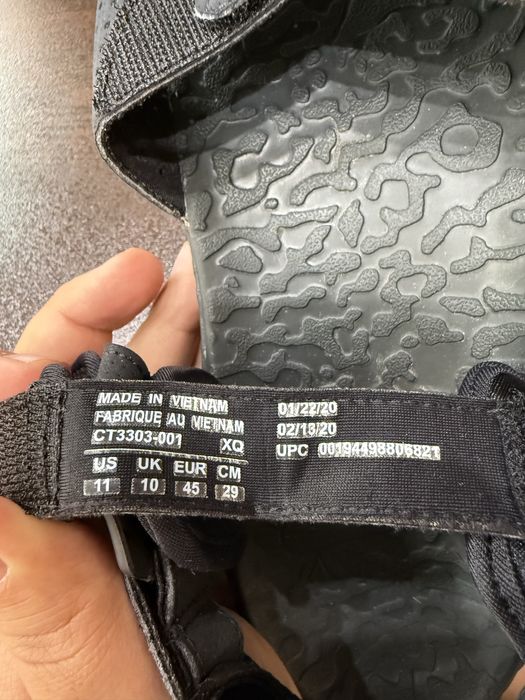 MADE IN VIETNAM
FABRIQUE AU VIETNAM
CT3303-001 XQ
US UK EUR CM
11 10 45 29
01/22/20
02/13/20
UPC 00194498806821